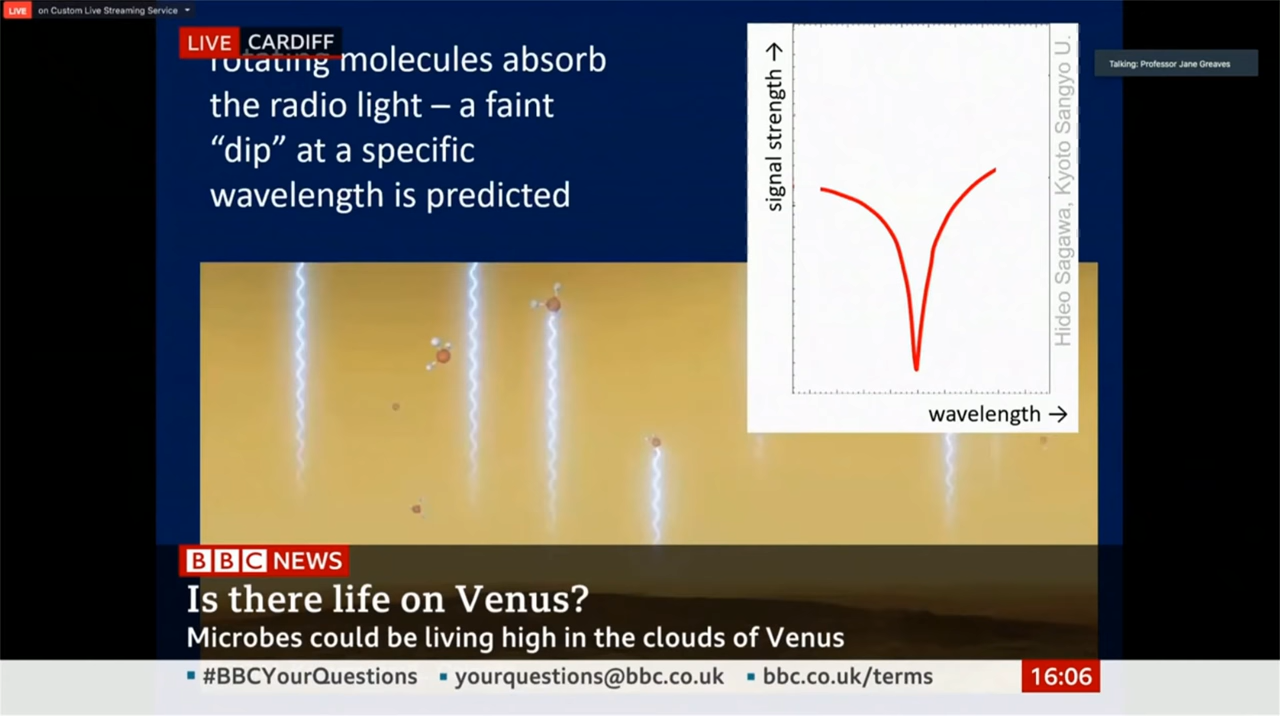 LIVE on Custom Live Streaming Service
LIVE CARDIFF
rotating molecules absorb
the radio light – a faint
“dip” at a specific
wavelength is predicted
signal strength →
wavelength →
Hideo Sagawa, Kyoto Sangyo U.
Talking: Professor Jane Greaves
BBC NEWS
Is there life on Venus?
Microbes could be living high in the clouds of Venus
#BBCYourQuestions yourquestions@bbc.co.uk bbc.co.uk/terms 16:06